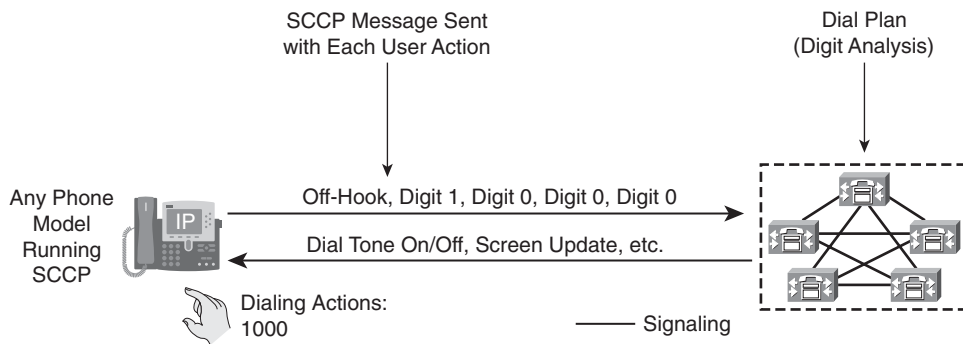 SCCP Message Sent
with Each User Action
Dial Plan
(Digit Analysis)
Any Phone
Model
Running
SCCP
IP
Off-Hook, Digit 1, Digit 0, Digit 0, Digit 0
Dial Tone On/Off, Screen Update, etc.
Dialing Actions:
1000
Signaling